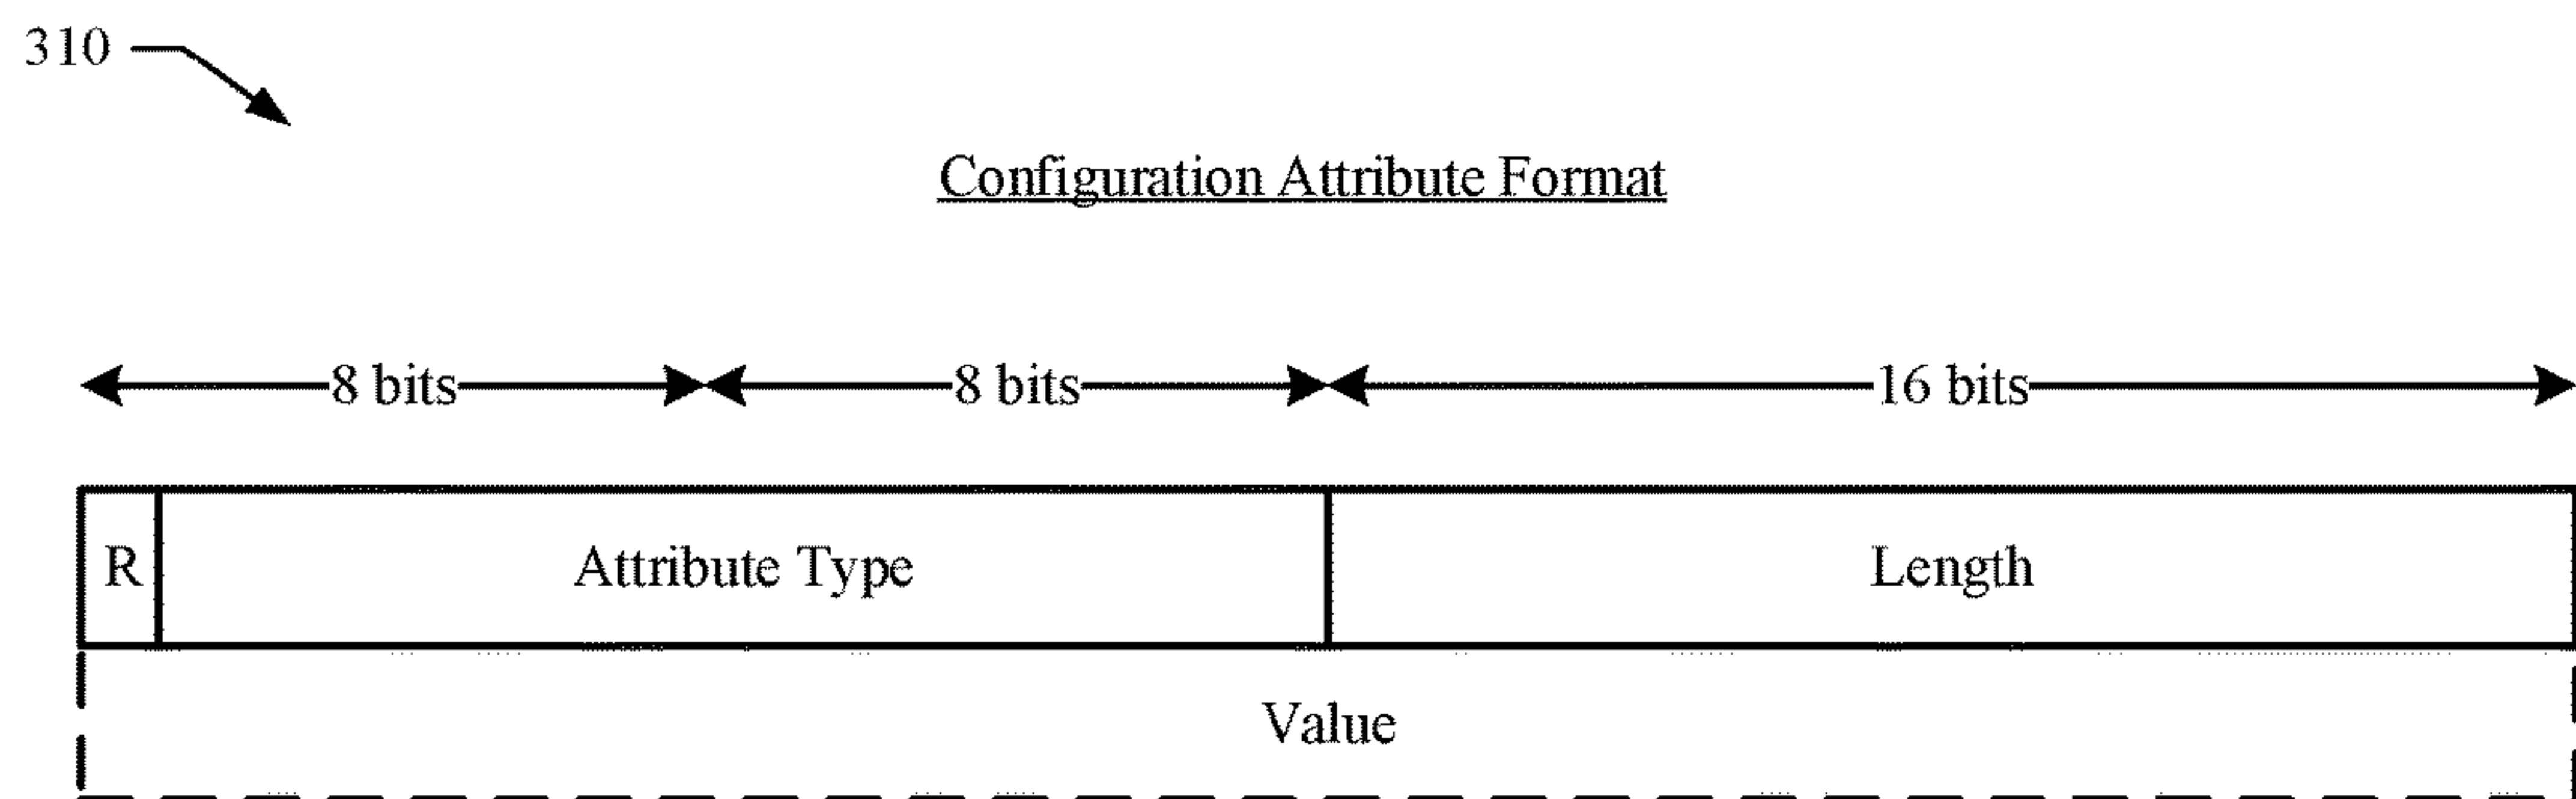 310
Configuration Attribute Format
8 bits 8 bits 16 bits
R Attribute Type Length
Value